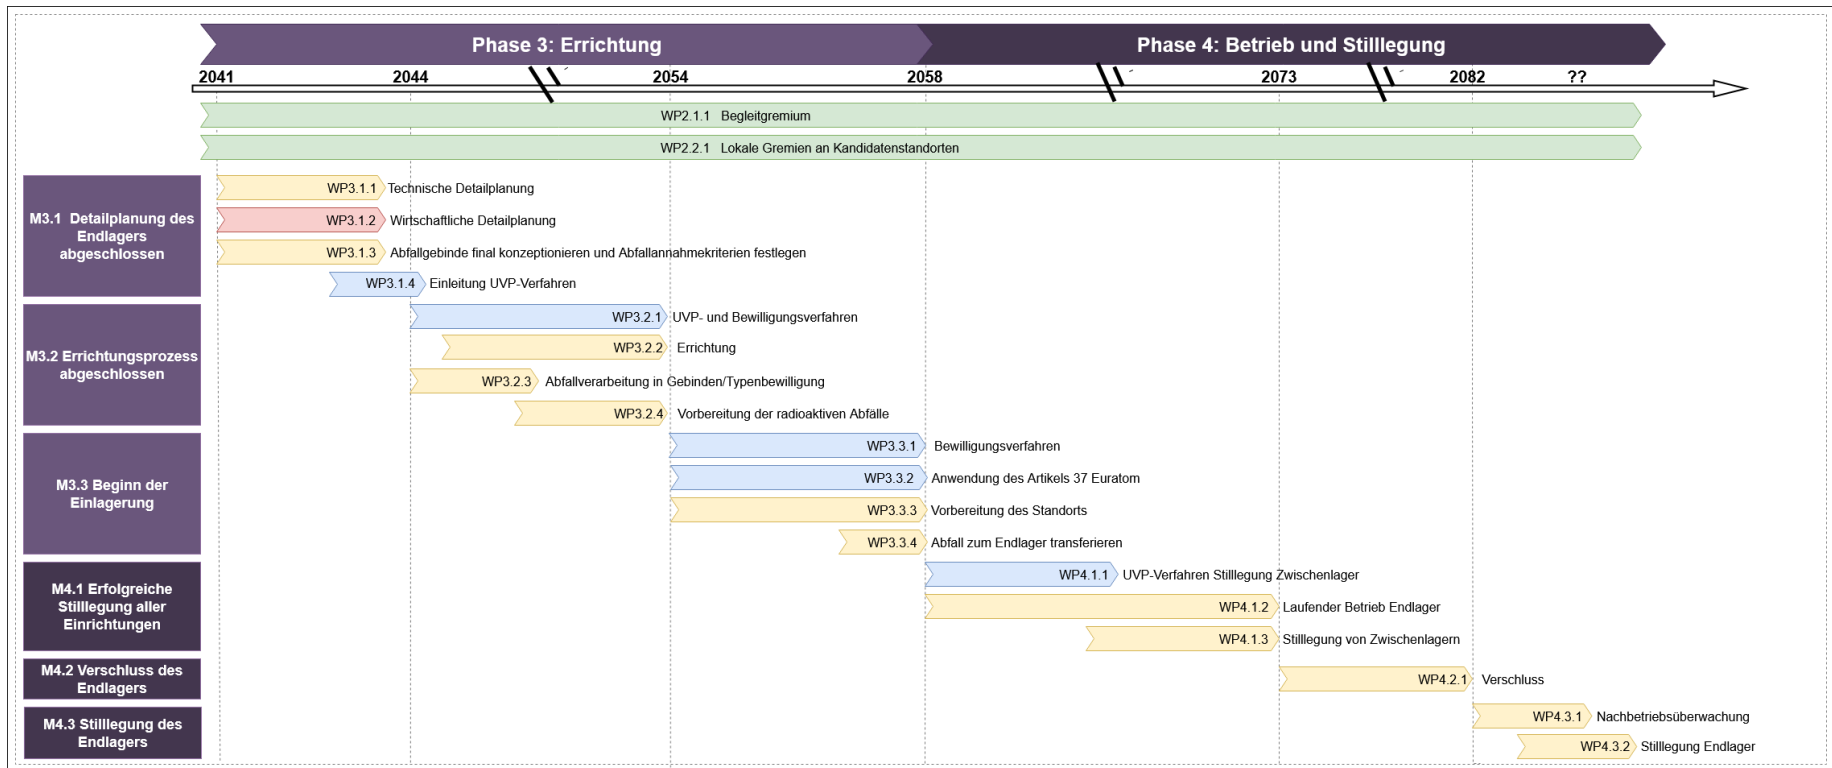 Phase 3: Errichtung
Phase 4: Betrieb und Stilllegung
2041
2044
2054
2058
2073
2082
??
WP2.1.1 Begleitgremium
WP2.2.1 Lokale Gremien an Kandidatenstandorten
M3.1 Detailplanung des
Endlagers
abgeschlossen
WP3.1.1 Technische Detailplanung
WP3.1.2 Wirtschaftliche Detailplanung
WP3.1.3 Abfallgebinde final konzeptionieren und Abfallannahmekriterien festlegen
WP3.1.4 Einleitung UVP-Verfahren
M3.2 Errichtungsprozess
abgeschlossen
WP3.2.1 UVP- und Bewilligungsverfahren
WP3.2.2 Errichtung
WP3.2.3 Abfallverarbeitung in Gebinden/Typenbewilligung
WP3.2.4 Vorbereitung der radioaktiven Abfälle
M3.3 Beginn der
Einlagerung
WP3.3.1 Bewilligungsverfahren
WP3.3.2 Anwendung des Artikels 37 Euratom
WP3.3.3 Vorbereitung des Standorts
WP3.3.4 Abfall zum Endlager transferieren
M4.1 Erfolgreiche
Stilllegung aller
Einrichtungen
WP4.1.1 UVP-Verfahren Stilllegung Zwischenlager
WP4.1.2 Laufender Betrieb Endlager
WP4.1.3 Stilllegung von Zwischenlagern
M4.2 Verschluss des
Endlagers
WP4.2.1 Verschluss
M4.3 Stilllegung des
Endlagers
WP4.3.1 Nachbetriebsüberwachung
WP4.3.2 Stilllegung Endlager